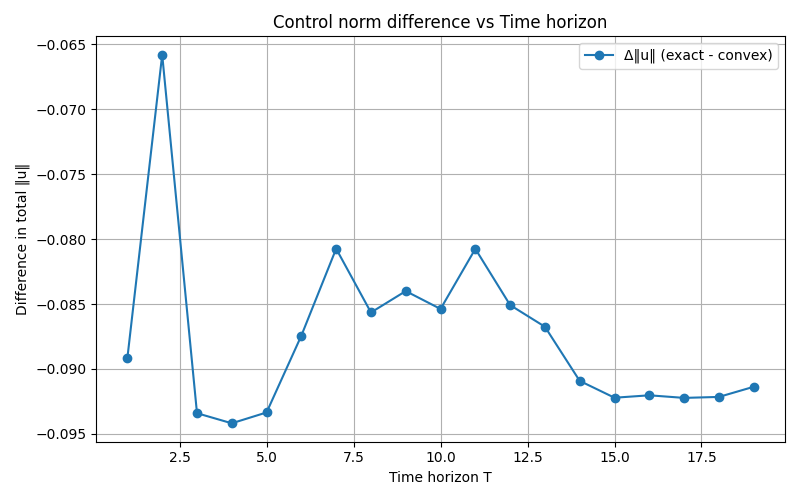 Control norm difference vs Time horizon
Δ‖u‖ (exact - convex)
Difference in total ‖u‖
−0.065
−0.070
−0.075
−0.080
−0.085
−0.090
−0.095
2.5 5.0 7.5 10.0 12.5 15.0 17.5
Time horizon T